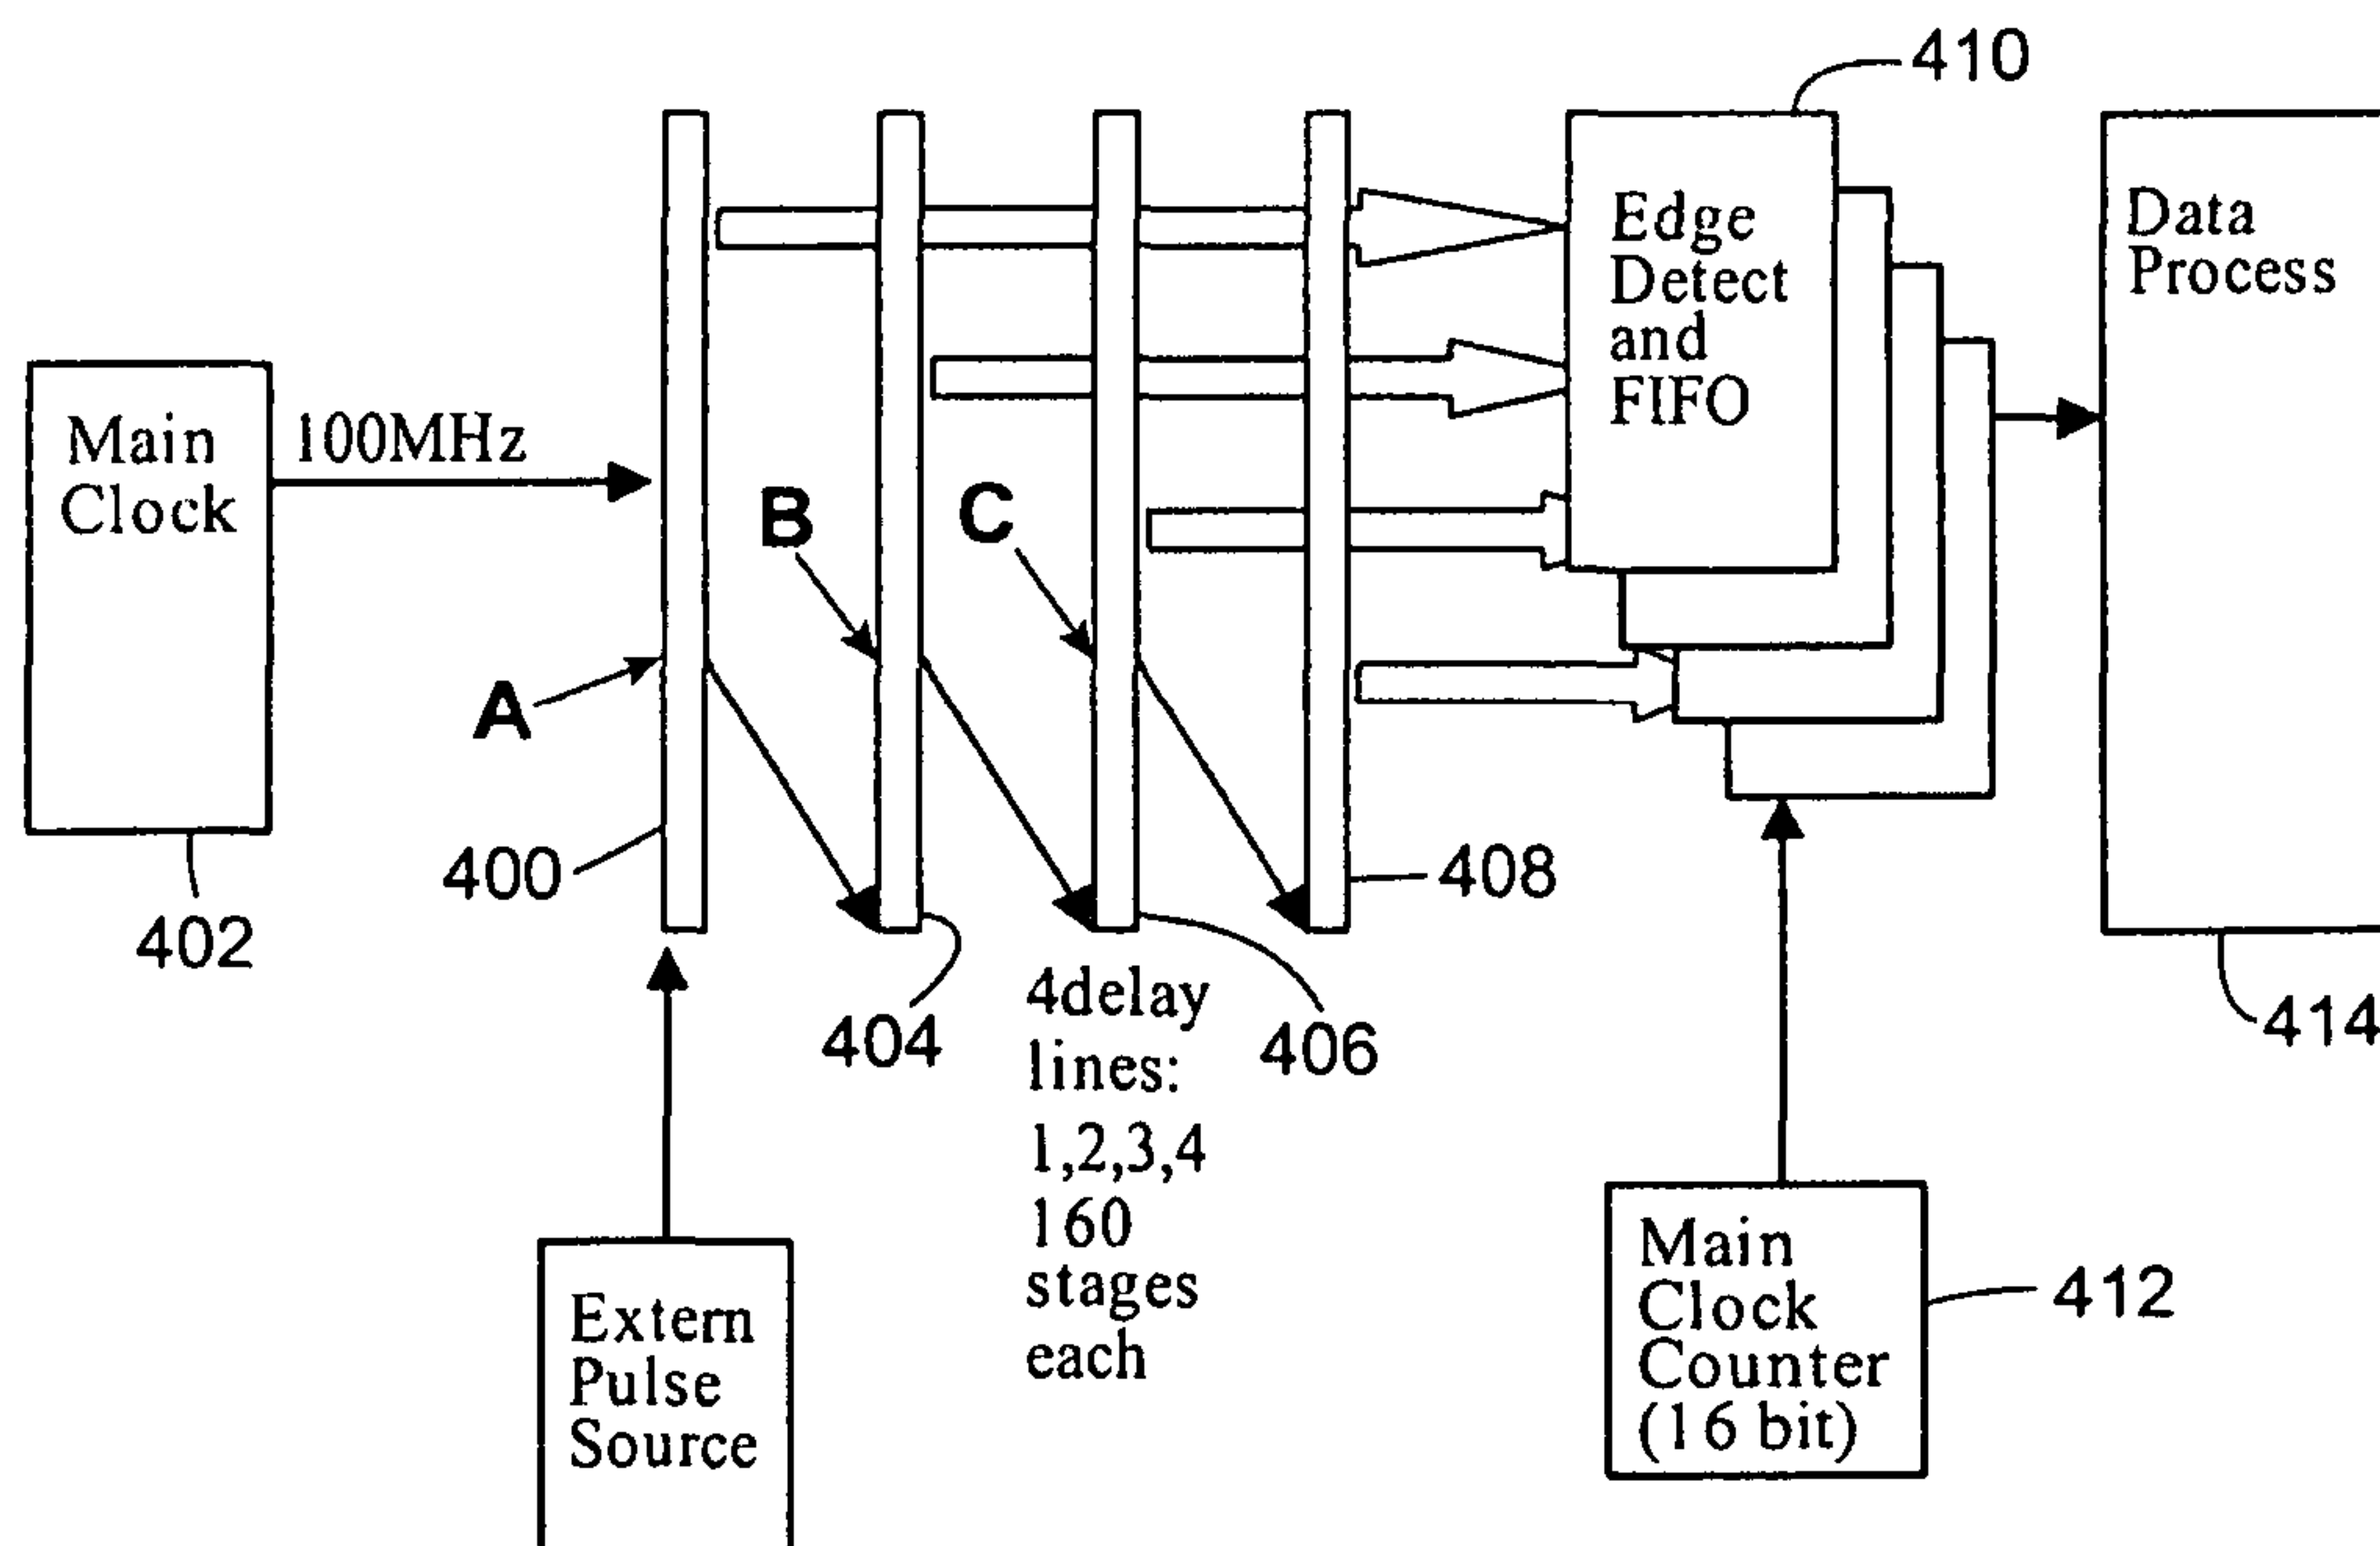 410
Edge
Detect
and
FIFO
Data
Process
Main
Clock
100MHz
B
C
A
400
402
404
406
408
414
4delay
lines:
1,2,3,4
160
stages
each
Extem
Pulse
Source
Main
Clock
Counter
(16 bit)
412